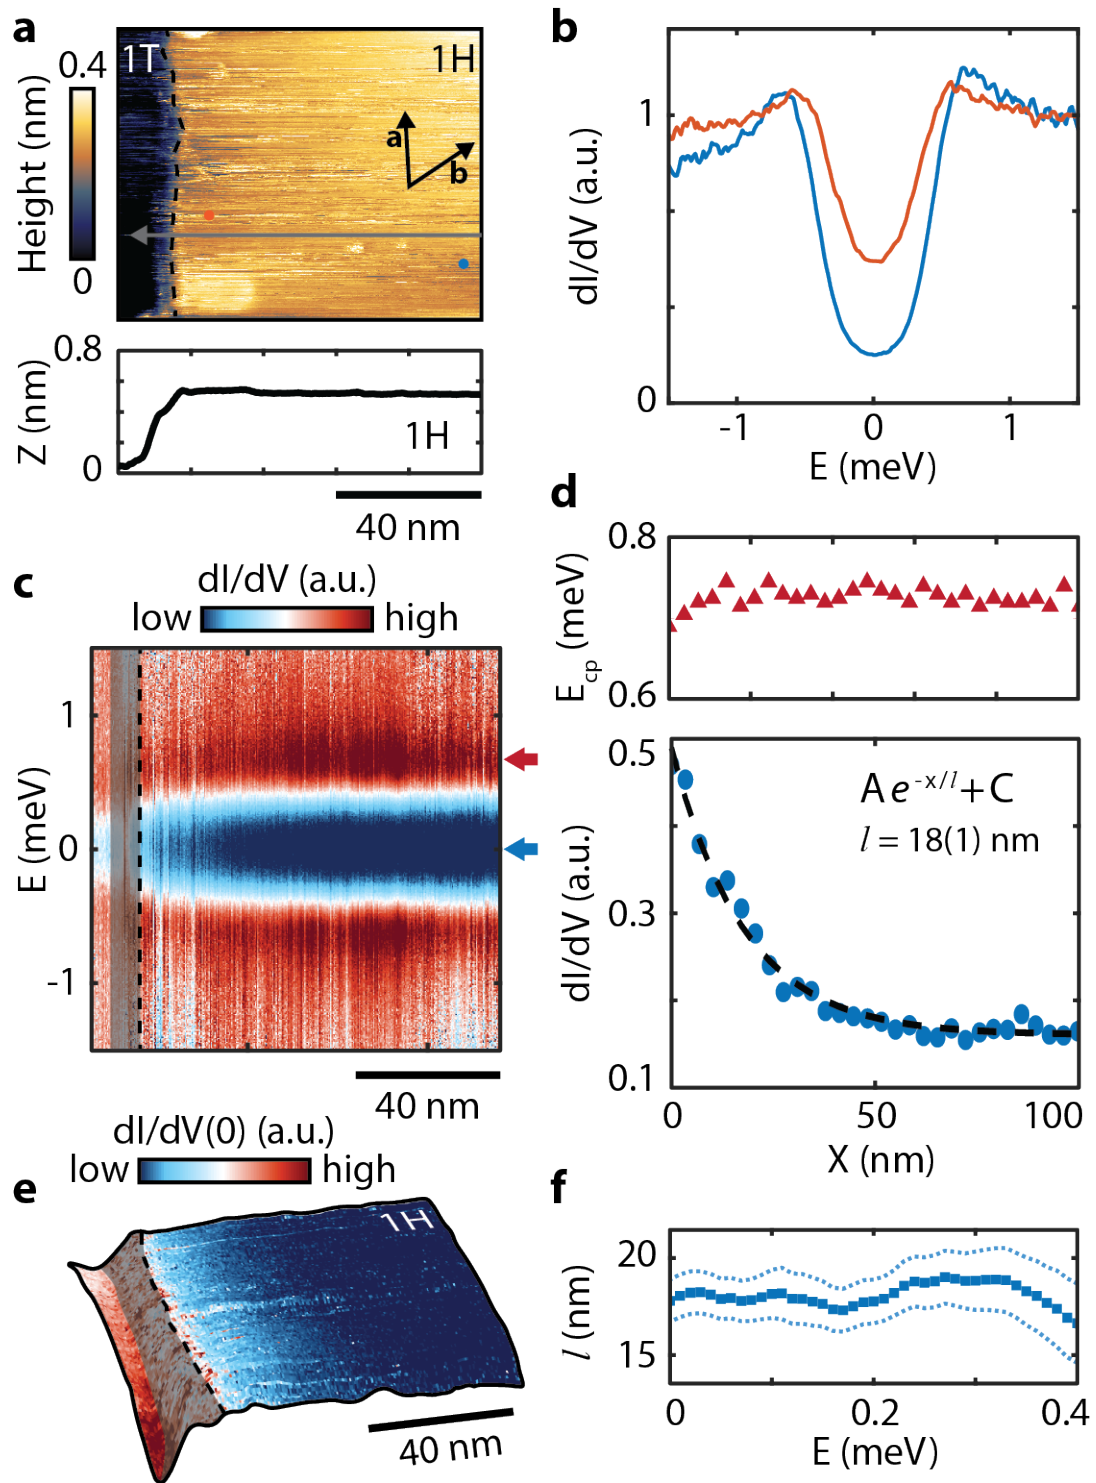 a
1T
1H
0.4
Height (nm)
0
a
b
0.8
Z (nm)
0
1H
40 nm
b
1
dI/dV (a.u.)
0
-1
0
1
E (meV)
c
dI/dV (a.u.)
low
high
1
E (meV)
0
-1
40 nm
d
0.8
Ecp (meV)
0.6
0.5
Ae-x/l+C
l = 18(1) nm
dI/dV (a.u.)
0.3
0.1
0
50
100
X (nm)
e
dI/dV(0) (a.u.)
low
high
1H
40 nm
f
20
l (nm)
15
0
0.2
0.4
E (meV)